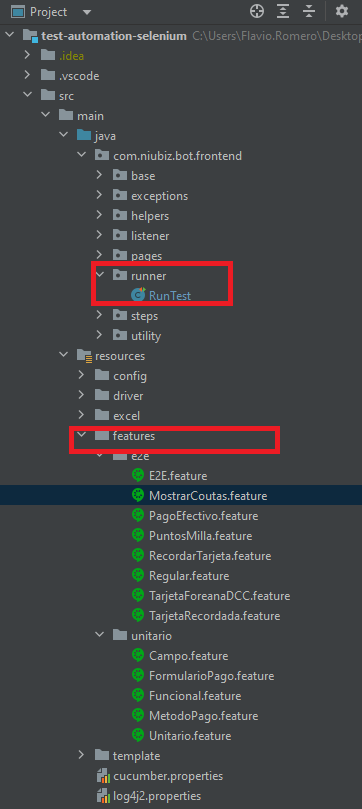 Project
test-automation-selenium C:\Users\Flavio.Romero\Desktop
.idea
.vscode
src
main
java
com.niubiz.bot.frontend
base
exceptions
helpers
listener
pages
runner
RunTest
steps
utility
resources
config
driver
excel
features
e2e
E2E.feature
MostrarCoutas.feature
PagoEfectivo.feature
PuntosMilla.feature
RecordarTarjeta.feature
Regular.feature
TarjetaForeanaDCC.feature
TarjetaRecordada.feature
unitario
Campo.feature
FormularioPago.feature
Funcional.feature
MetodoPago.feature
Unitario.feature
template
cucumber.properties
log4j2.properties